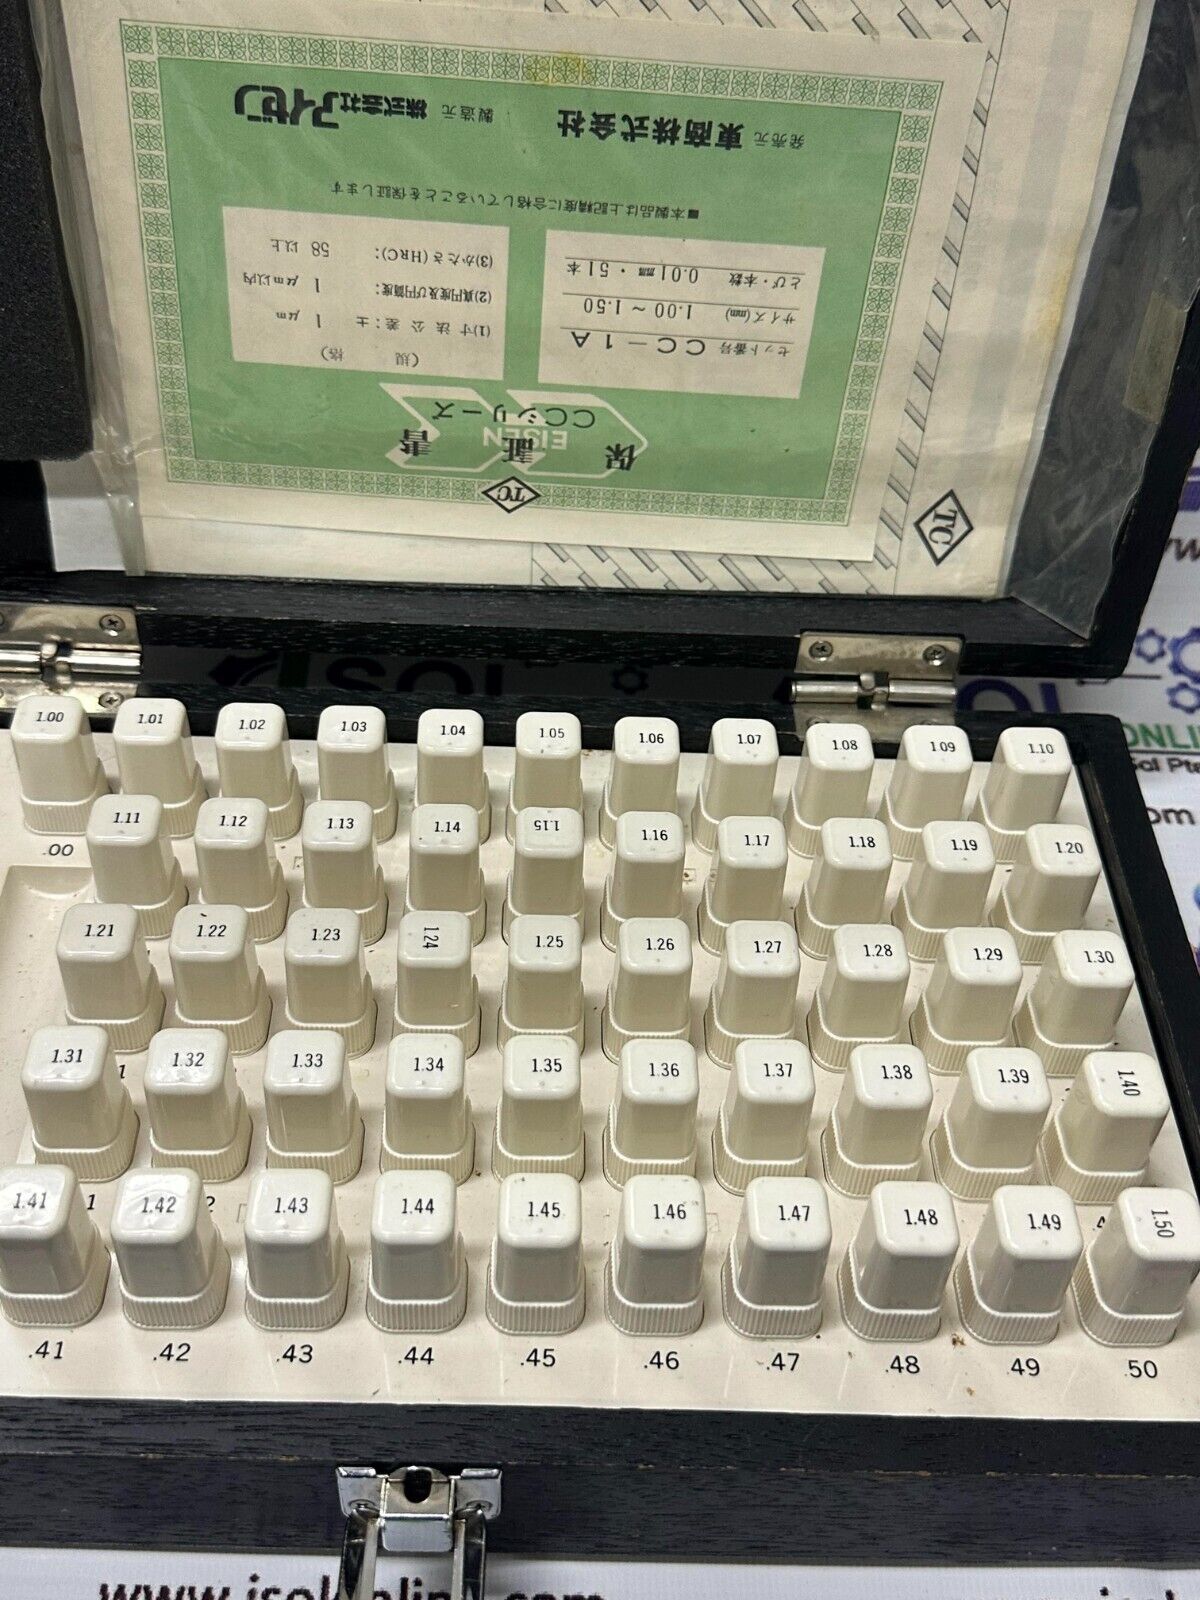 TC
保証書
EISEN
CCシリーズ
セット番号 CC-1A
サイズ(mm) 1.00～1.50
とび・本数 0.01mm・51本
(規 格)
(1)寸法公差:± 1 μm
(2)真円度及び円筒度: 1 μm以内
(3)かたさ(HRC): 58 以上
■本製品は上記精度に合格していることを保証します
発売元 東商株式会社
製造元 株式会社アイゼン
TC
1.00 1.01 1.02 1.03 1.04 1.05 1.06 1.07 1.08 1.09 1.10
.00
1.11 1.12 1.13 1.14 1.15 1.16 1.17 1.18 1.19 1.20
1.21 1.22 1.23 1.24 1.25 1.26 1.27 1.28 1.29 1.30
1.31 1.32 1.33 1.34 1.35 1.36 1.37 1.38 1.39 1.40
1.41 1.42 1.43 1.44 1.45 1.46 1.47 1.48 1.49 1.50
.41 .42 .43 .44 .45 .46 .47 .48 .49 .50